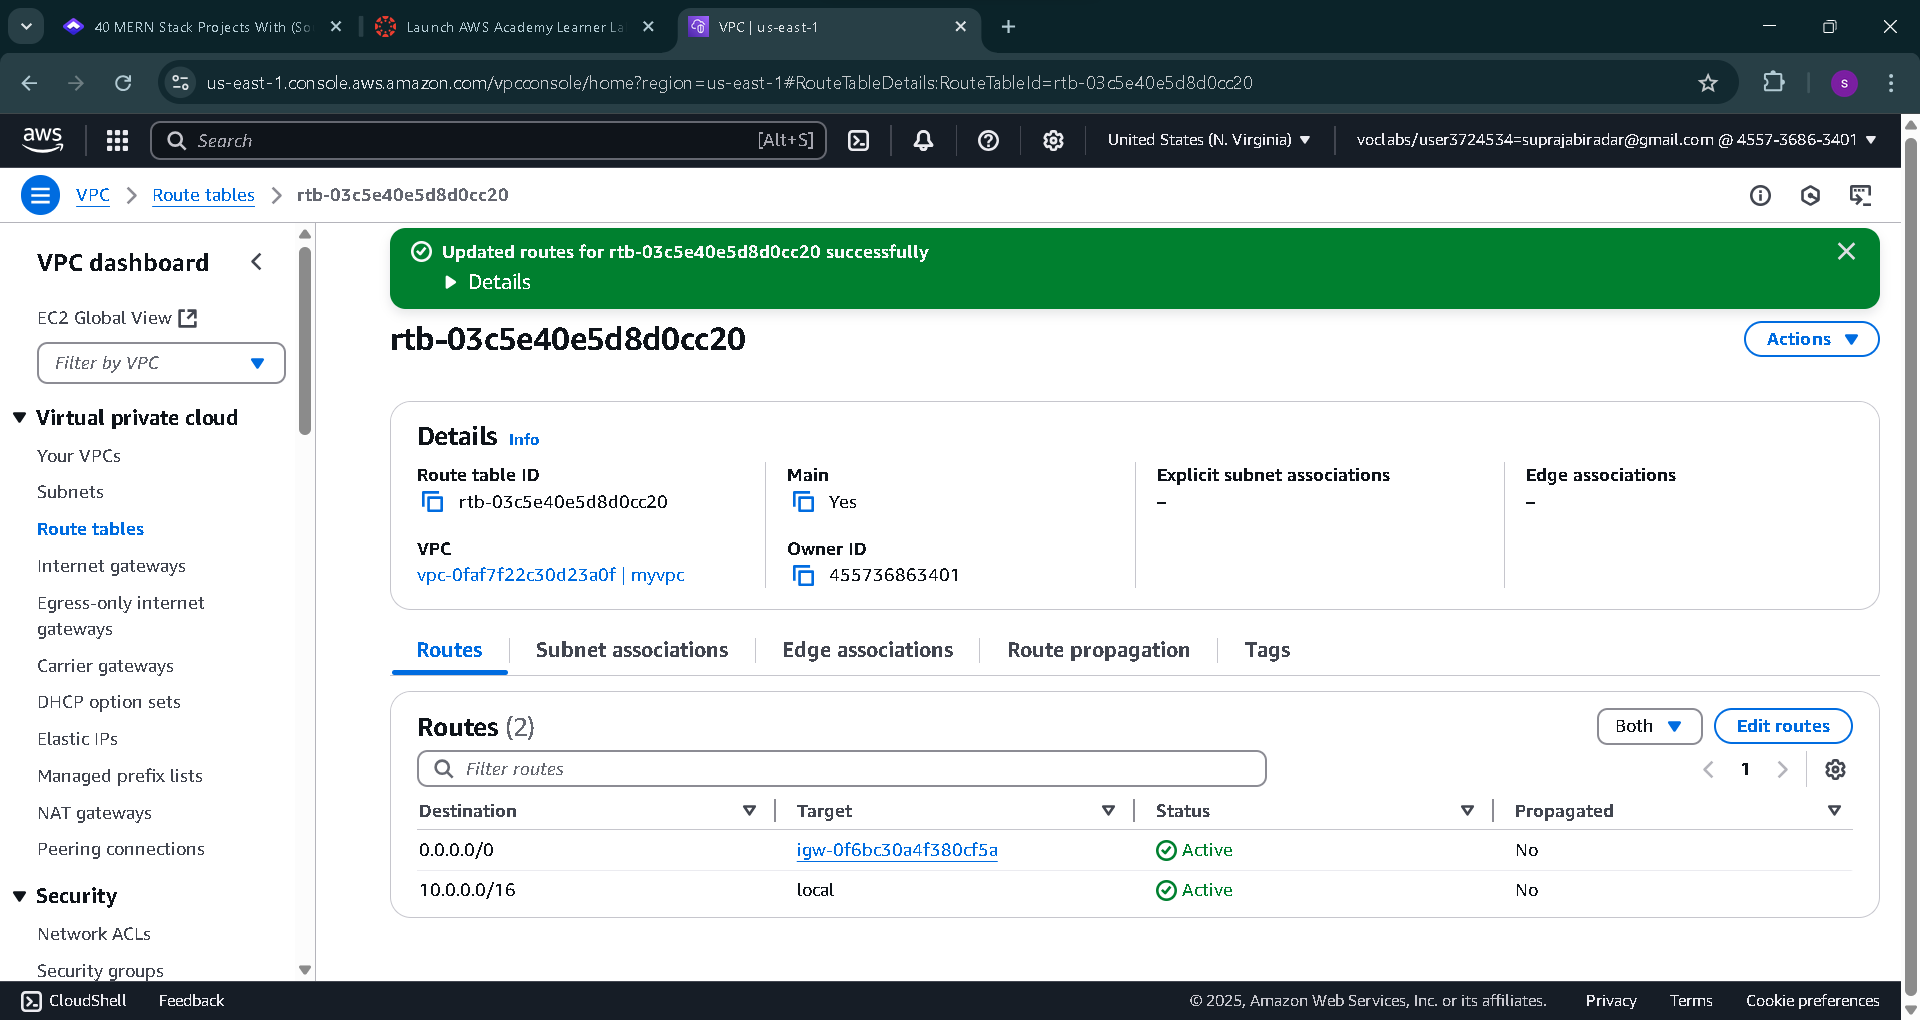 40 MERN Stack Projects With (So
Launch AWS Academy Learner La
VPC | us-east-1
us-east-1.console.aws.amazon.com/vpcconsole/home?region=us-east-1#RouteTableDetails:RouteTableId=rtb-03c5e40e5d8d0cc20
s
aws
Search
[Alt+S]
United States (N. Virginia)
voclabs/user3724534=suprajabiradar@gmail.com @ 4557-3686-3401
VPC
Route tables
rtb-03c5e40e5d8d0cc20
VPC dashboard
EC2 Global View
Filter by VPC
Virtual private cloud
Your VPCs
Subnets
Route tables
Internet gateways
Egress-only internet
gateways
Carrier gateways
DHCP option sets
Elastic IPs
Managed prefix lists
NAT gateways
Peering connections
Security
Network ACLs
Security groups
Updated routes for rtb-03c5e40e5d8d0cc20 successfully
Details
rtb-03c5e40e5d8d0cc20
Actions
Details Info
Route table ID
rtb-03c5e40e5d8d0cc20
Main
Yes
Explicit subnet associations
–
Edge associations
–
VPC
vpc-0faf7f22c30d23a0f | myvpc
Owner ID
455736863401
Routes
Subnet associations
Edge associations
Route propagation
Tags
Routes (2)
Both
Edit routes
Filter routes
1
Destination Target Status Propagated
0.0.0.0/0 igw-0f6bc30a4f380cf5a Active No
10.0.0.0/16 local Active No
CloudShell
Feedback
© 2025, Amazon Web Services, Inc. or its affiliates.
Privacy
Terms
Cookie preferences